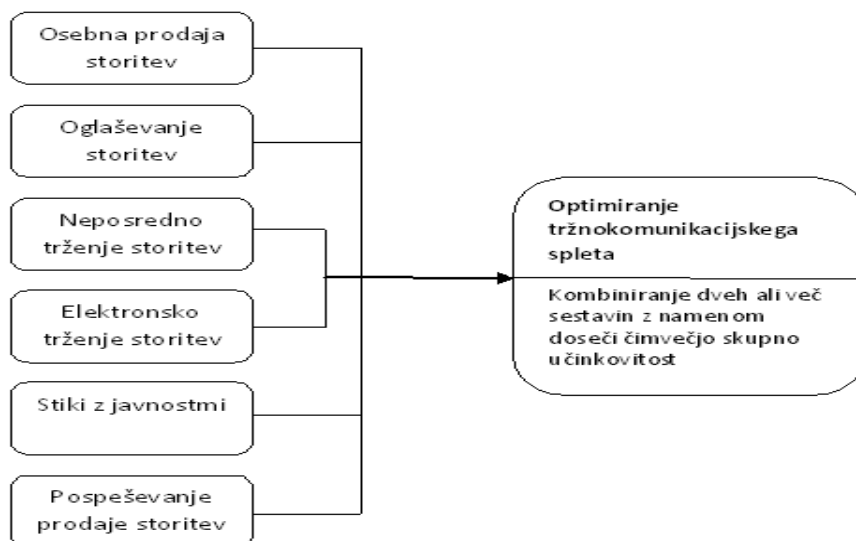 Osebna prodaja
storitev
Oglaševanje
storitev
Neposredno
trženje storitev
Elektronsko
trženje storitev
Stiki z javnostmi
Pospeševanje
prodaje storitev
Optimiranje
tržnokomunikacijskega
spleta
Kombiniranje dveh ali več
sestavin z namenom
doseči čimvečjo skupno
učinkovitost